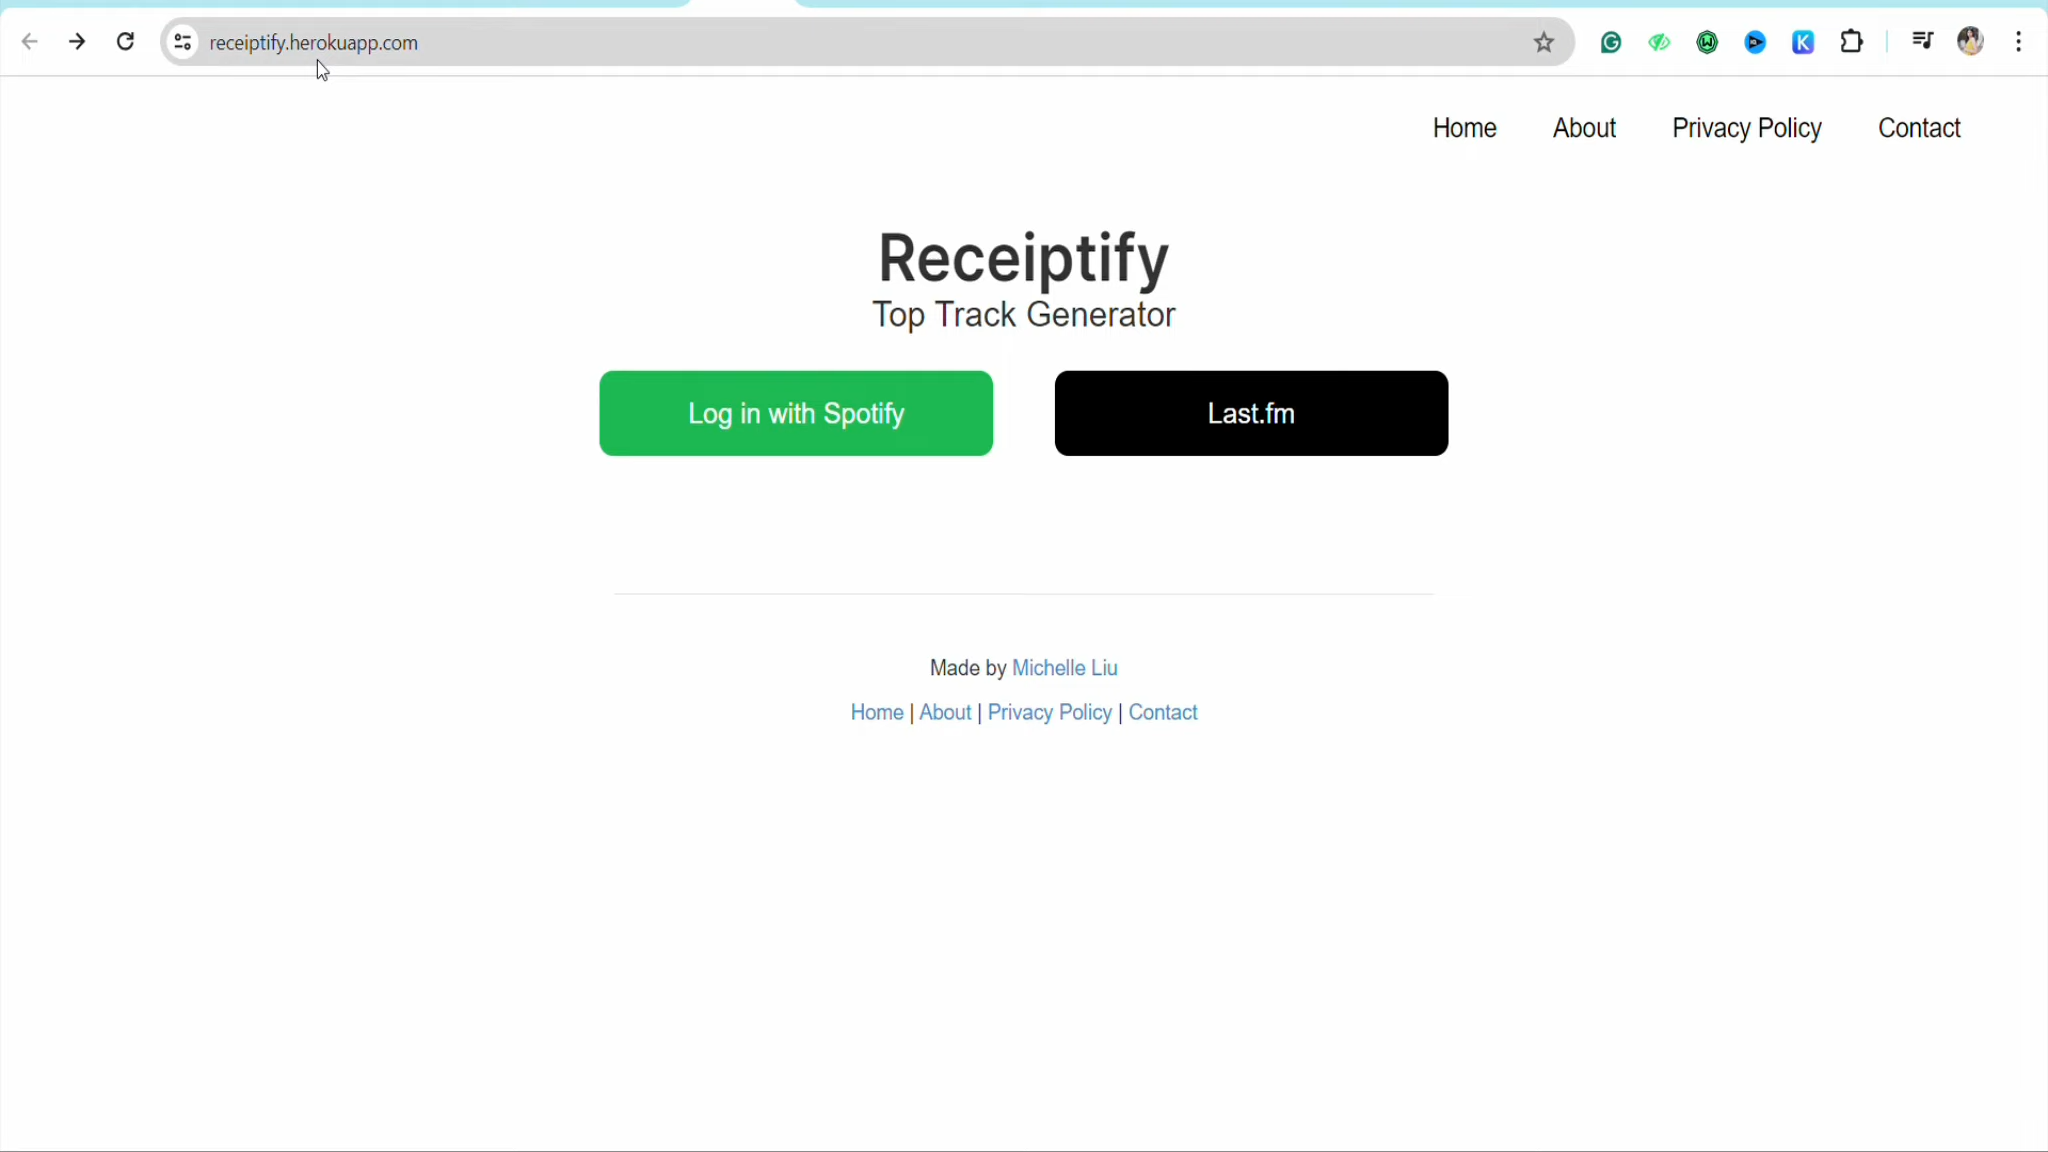 receiptify.herokuapp.com
Home About Privacy Policy Contact
Receiptify
Top Track Generator
Log in with Spotify Last.fm
Made by Michelle Liu
Home | About | Privacy Policy | Contact